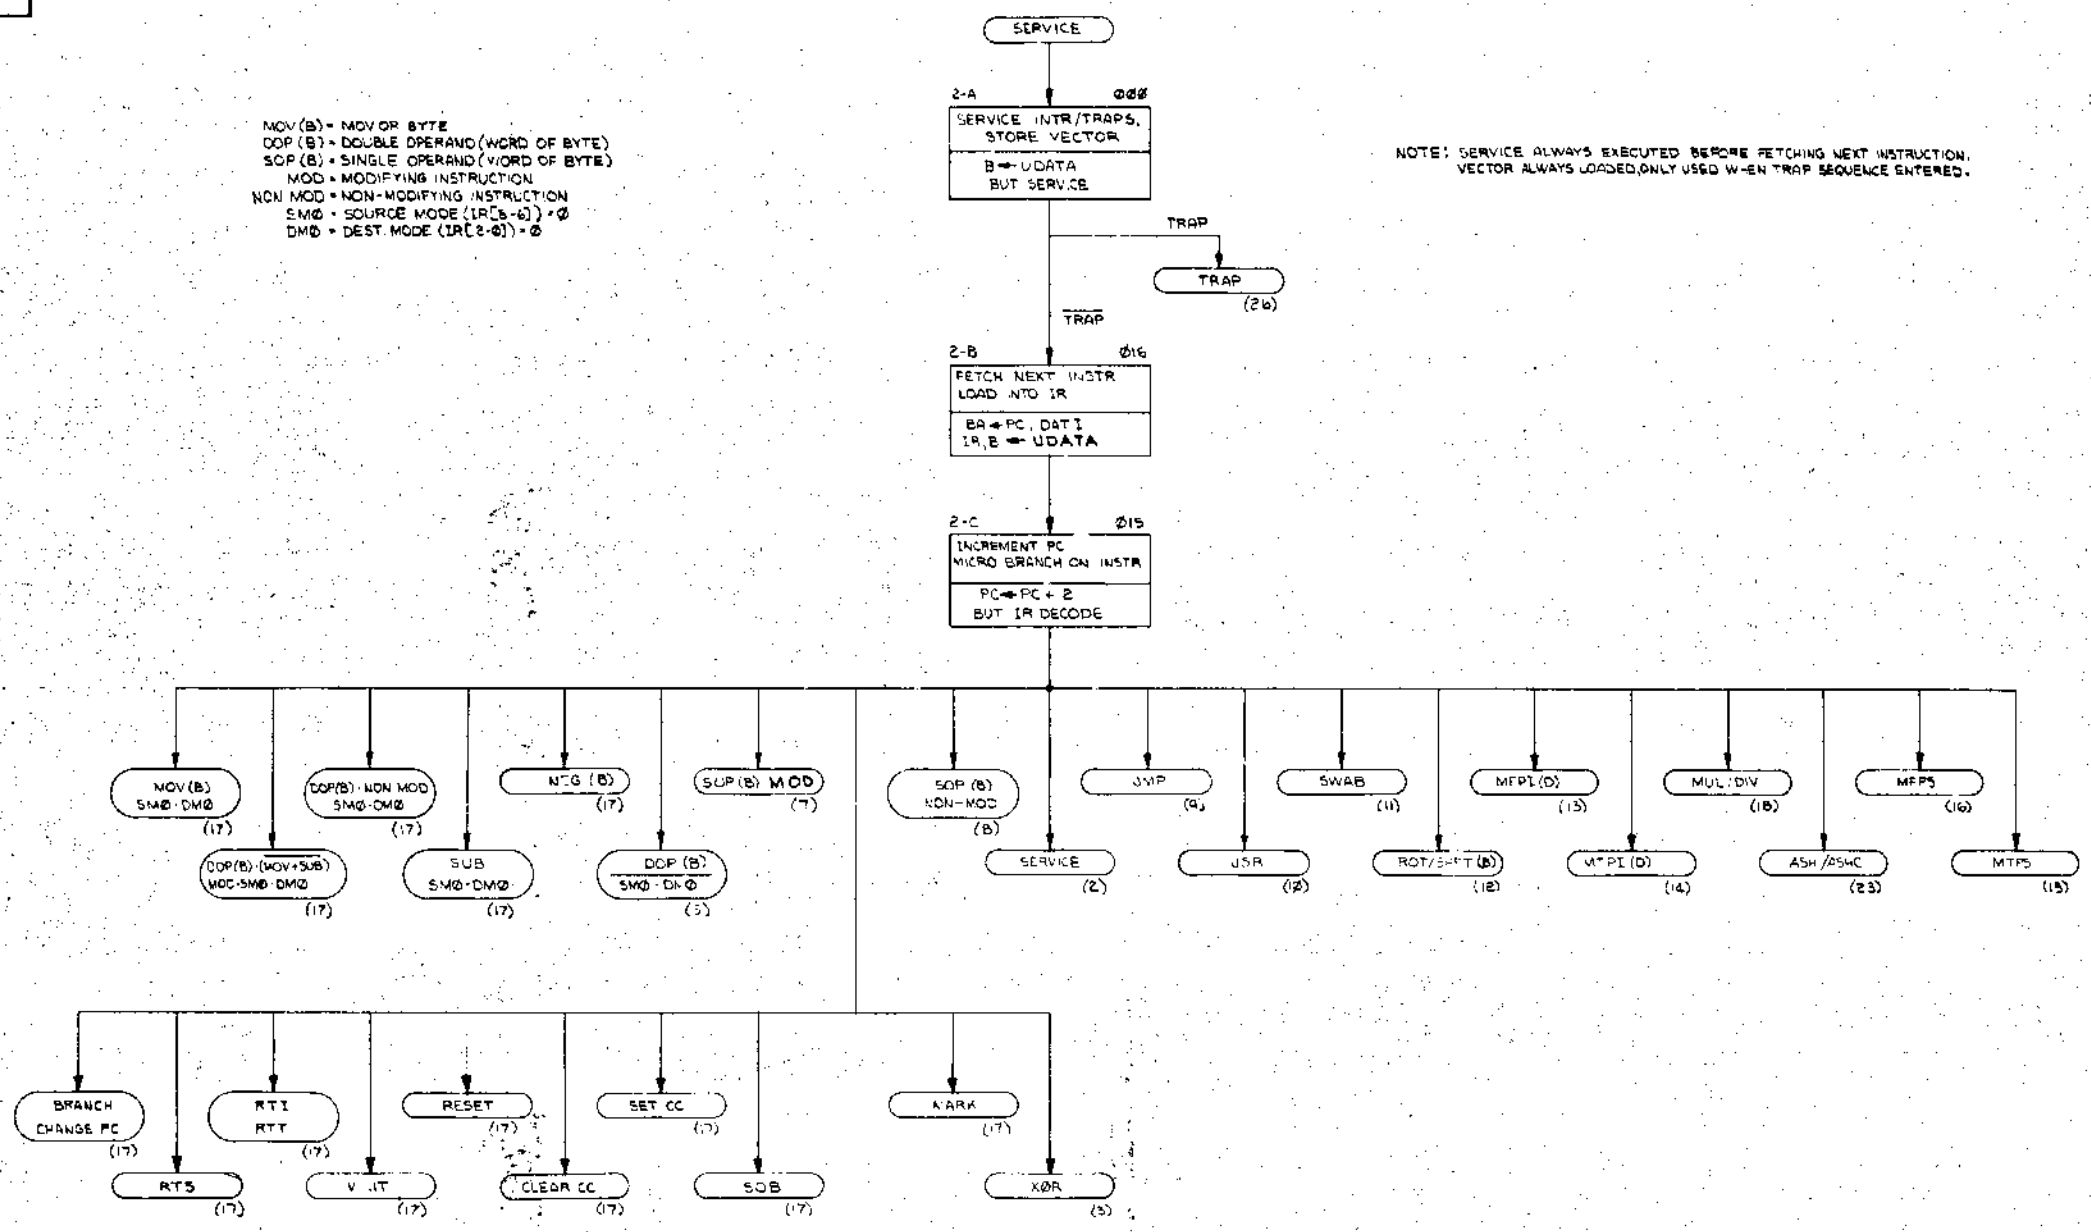 SERVICE
2-A ØØØ
SERVICE INTR/TRAPS,
STORE VECTOR
B ← UDATA
BUT SERVICE
MOV(B) = MOV OR BYTE
DOP(B) = DOUBLE OPERAND (WORD OF BYTE)
SOP(B) = SINGLE OPERAND (WORD OF BYTE)
MOD = MODIFYING INSTRUCTION
NON MOD = NON-MODIFYING INSTRUCTION
SMØ = SOURCE MODE (IR[8-6]) = Ø
DMØ = DEST. MODE (IR[2-0]) = Ø
NOTE: SERVICE ALWAYS EXECUTED BEFORE FETCHING NEXT INSTRUCTION.
VECTOR ALWAYS LOADED, ONLY USED WHEN TRAP SEQUENCE ENTERED.
TRAP
TRAP
(26)
TRAP
2-B Ø16
FETCH NEXT INSTR
LOAD INTO IR
BA ← PC, DATI
IR,B ← UDATA
2-C Ø15
INCREMENT PC
MICRO BRANCH ON INSTR
PC ← PC + 2
BUT IR DECODE
MOV(B)
SMØ·DMØ
(17)
DOP(B)·NON MOD
SMØ·DMØ
(17)
NEG(B)
(17)
SOP(B) MOD
(7)
SOP(B)
NON-MOD
(8)
JMP
(9)
SWAB
(11)
MFPI(D)
(13)
MUL/DIV
(18)
MFPS
(16)
DOP(B)·(MOV+SUB)
MOD·SMØ·DMØ
(17)
SUB
SMØ·DMØ
(17)
DOP(B)
SMØ·DMØ
SERVICE
(2)
JSR
(1Ø)
ROT/SHFT(B)
(12)
MTPI(D)
(14)
ASH/ASHC
(23)
MTPS
(15)
BRANCH
CHANGE PC
(17)
RTI
RTT
(17)
RESET
(17)
SET CC
(17)
MARK
(17)
RTS
(17)
WAIT
(17)
CLEAR CC
(17)
SOB
(17)
XØR